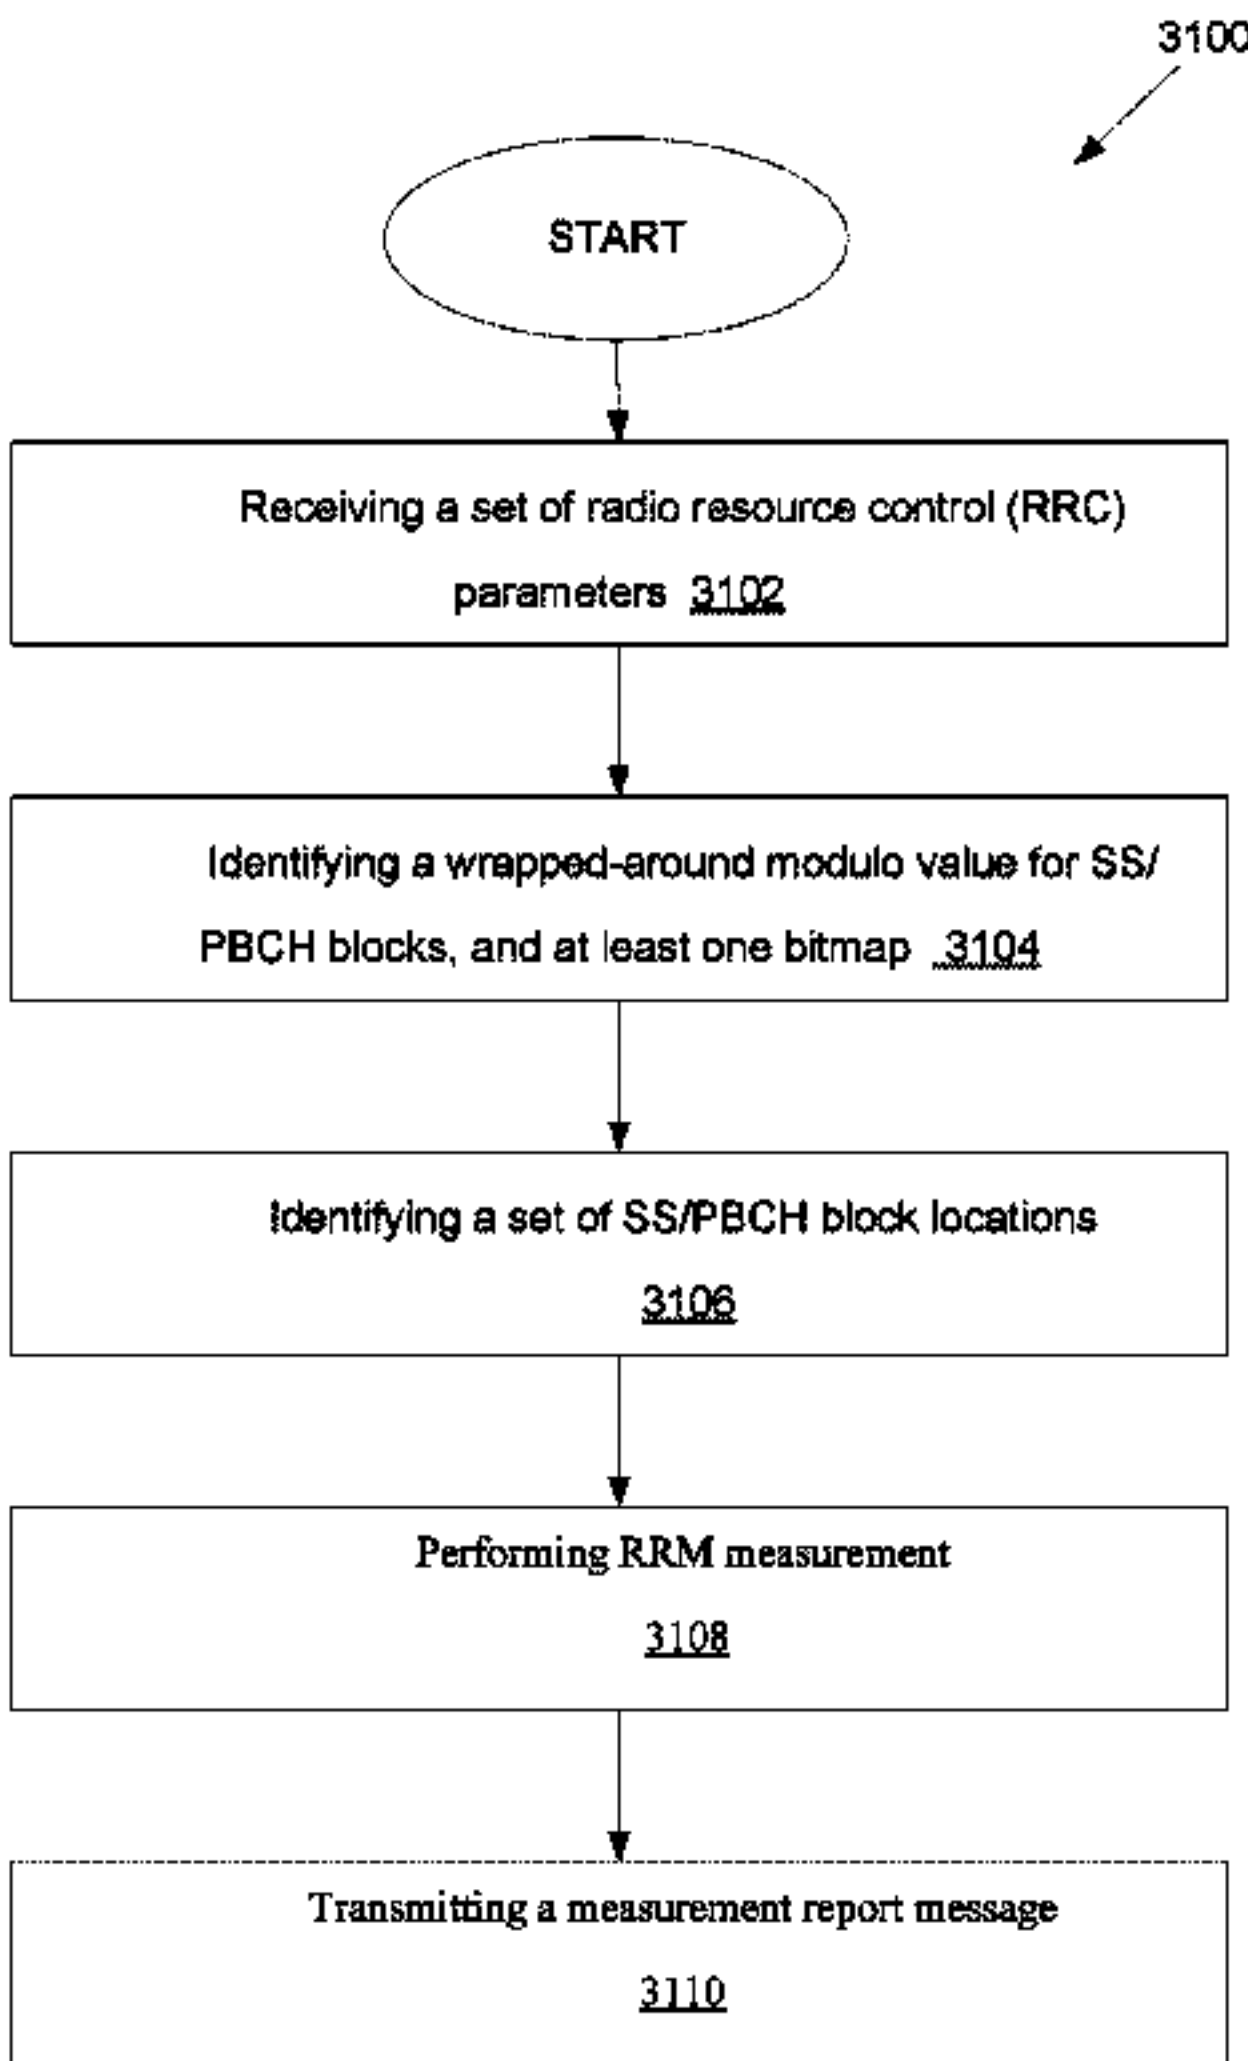 3100
START
Receiving a set of radio resource control (RRC)
parameters 3102
Identifying a wrapped-around modulo value for SS/
PBCH blocks, and at least one bitmap 3104
Identifying a set of SS/PBCH block locations
3106
Performing RRM measurement
3108
Transmitting a measurement report message
3110